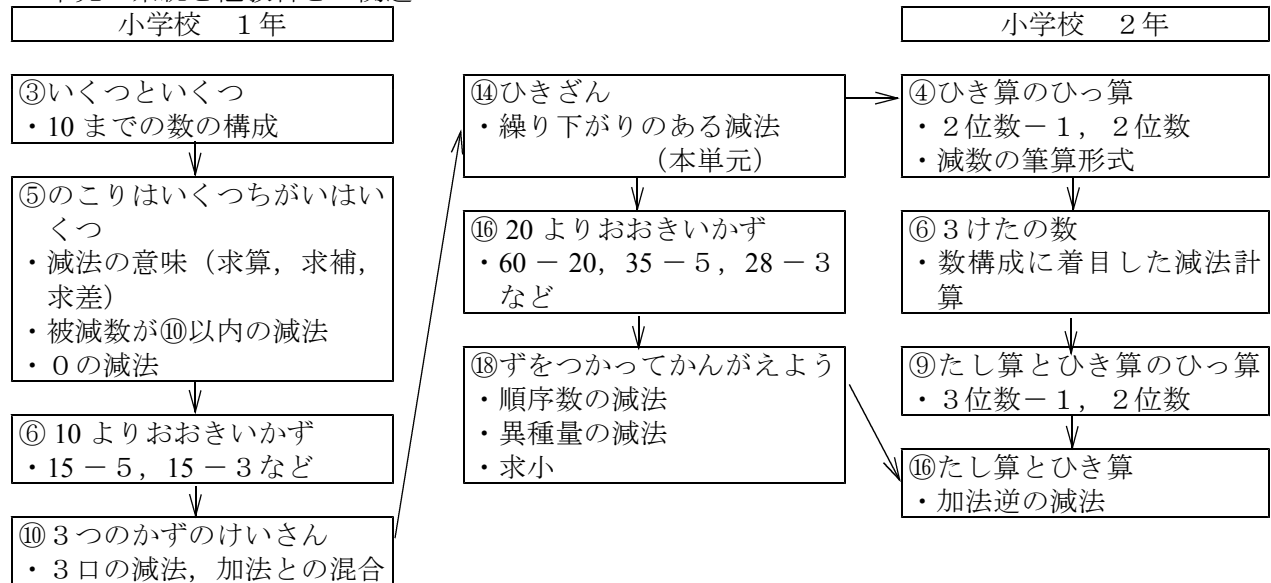 小学校 1年
③いくつといくつ
・10までの数の構成
⑤のこりはいくつちがいはい
くつ
・減法の意味(求算,求補,
求差)
・被減数が⑩以内の減法
・0の減法
⑥10よりおおきいかず
・15-5,15-3など
⑩3つのかずのけいさん
・3口の減法,加法との混合
⑭ひきざん
・繰り下がりのある減法
(本単元)
⑯20よりおおきいかず
・60-20,35-5,28-3
など
⑱ずをつかってかんがえよう
・順序数の減法
・異種量の減法
・求小
小学校 2年
④ひき算のひっ算
・2位数-1,2位数
・減数の筆算形式
⑥3けたの数
・数構成に着目した減法計
算
⑨たし算とひき算のひっ算
・3位数-1,2位数
⑯たし算とひき算
・加法逆の減法